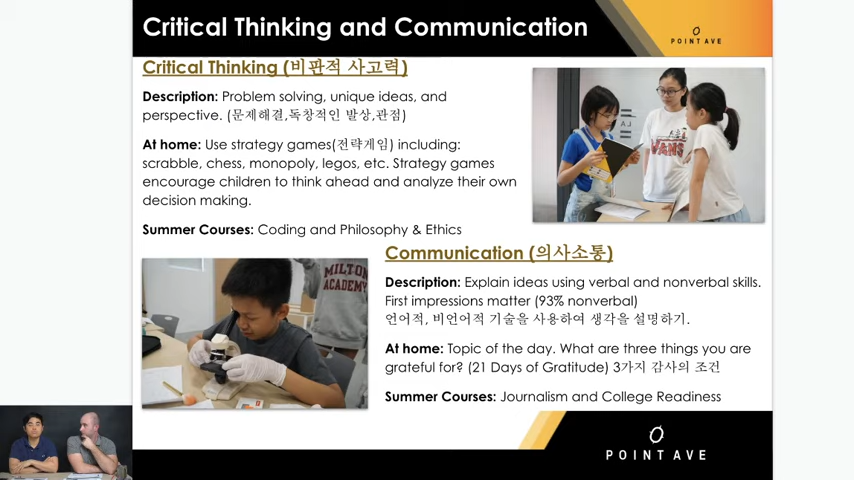 Critical Thinking and Communication
POINT AVE
Critical Thinking (비판적 사고력)
Description: Problem solving, unique ideas, and
perspective. (문제해결,독창적인 발상,관점)
At home: Use strategy games(전략게임) including:
scrabble, chess, monopoly, legos, etc. Strategy games
encourage children to think ahead and analyze their own
decision making.
Summer Courses: Coding and Philosophy & Ethics
VANS
MILTON
ACADEMY
Communication (의사소통)
Description: Explain ideas using verbal and nonverbal skills.
First impressions matter (93% nonverbal)
언어적, 비언어적 기술을 사용하여 생각을 설명하기.
At home: Topic of the day. What are three things you are
grateful for? (21 Days of Gratitude) 3가지 감사의 조건
Summer Courses: Journalism and College Readiness
POINT AVE